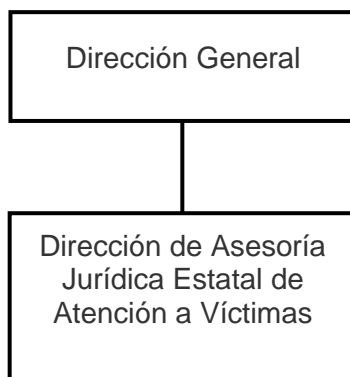 Dirección General
Dirección de Asesoría
Jurídica Estatal de
Atención a Víctimas